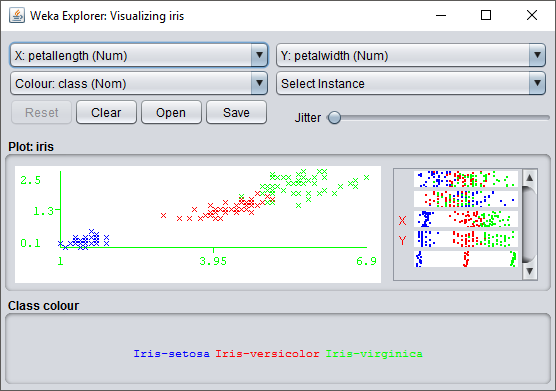 Weka Explorer: Visualizing iris
X: petallength (Num) Y: petalwidth (Num)
Colour: class (Nom) Select Instance
Reset Clear Open Save Jitter
Plot: iris
2.5
1.3
0.1
1 3.95 6.9
X
Y
Class colour
Iris-setosa Iris-versicolor Iris-virginica